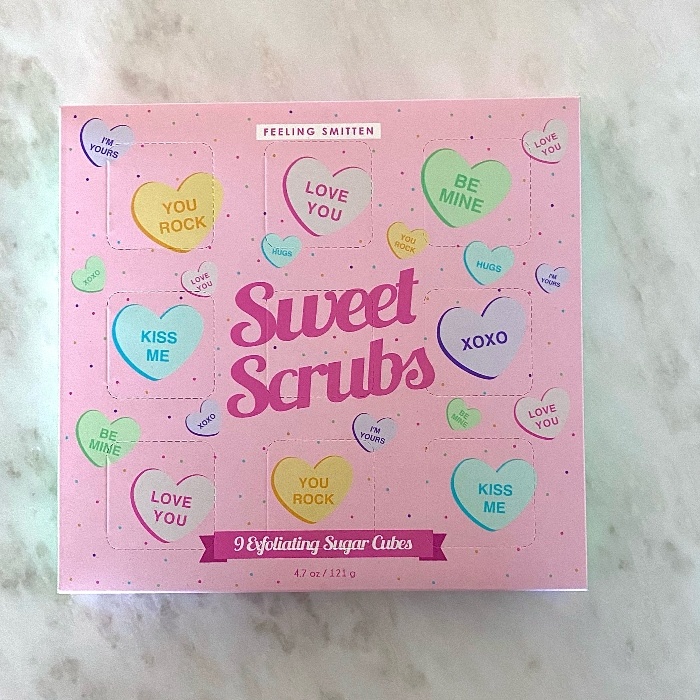 FEELING SMITTEN
I'M
YOURS
LOVE
YOU
YOU
ROCK
LOVE
YOU
BE
MINE
HUGS
YOU
ROCK
HUGS
XOXO
LOVE
YOU
I'M
YOURS
KISS
ME
Sweet
Scrubs
XOXO
BE
MINE
XOXO
I'M
YOURS
BE
MINE
LOVE
YOU
LOVE
YOU
YOU
ROCK
KISS
ME
9 Exfoliating Sugar Cubes
4.7 oz / 121 g